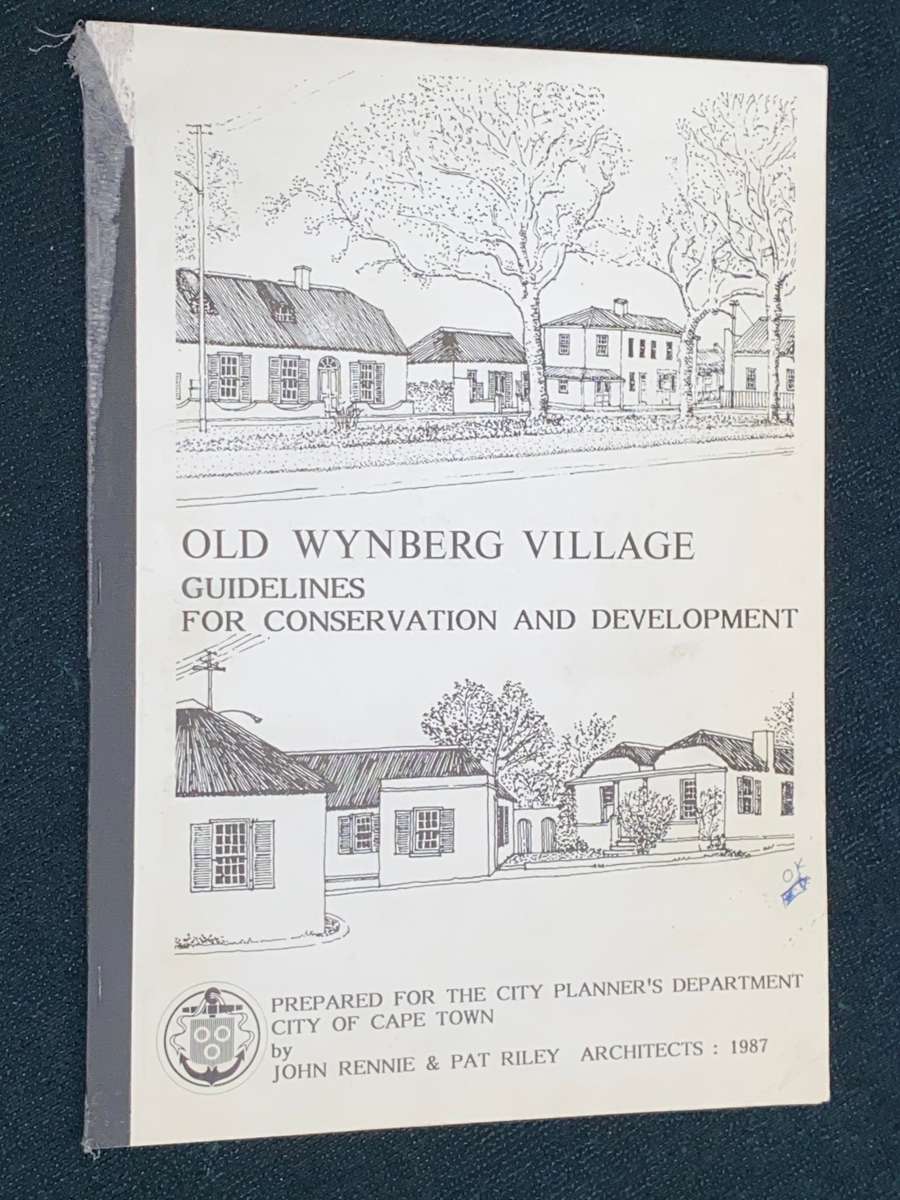 OLD WYNBERG VILLAGE
GUIDELINES
FOR CONSERVATION AND DEVELOPMENT
OK
PREPARED FOR THE CITY PLANNER'S DEPARTMENT
CITY OF CAPE TOWN
by
JOHN RENNIE & PAT RILEY ARCHITECTS : 1987